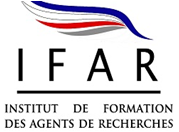 IFAR
INSTITUT DE FORMATION
DES AGENTS DE RECHERCHES